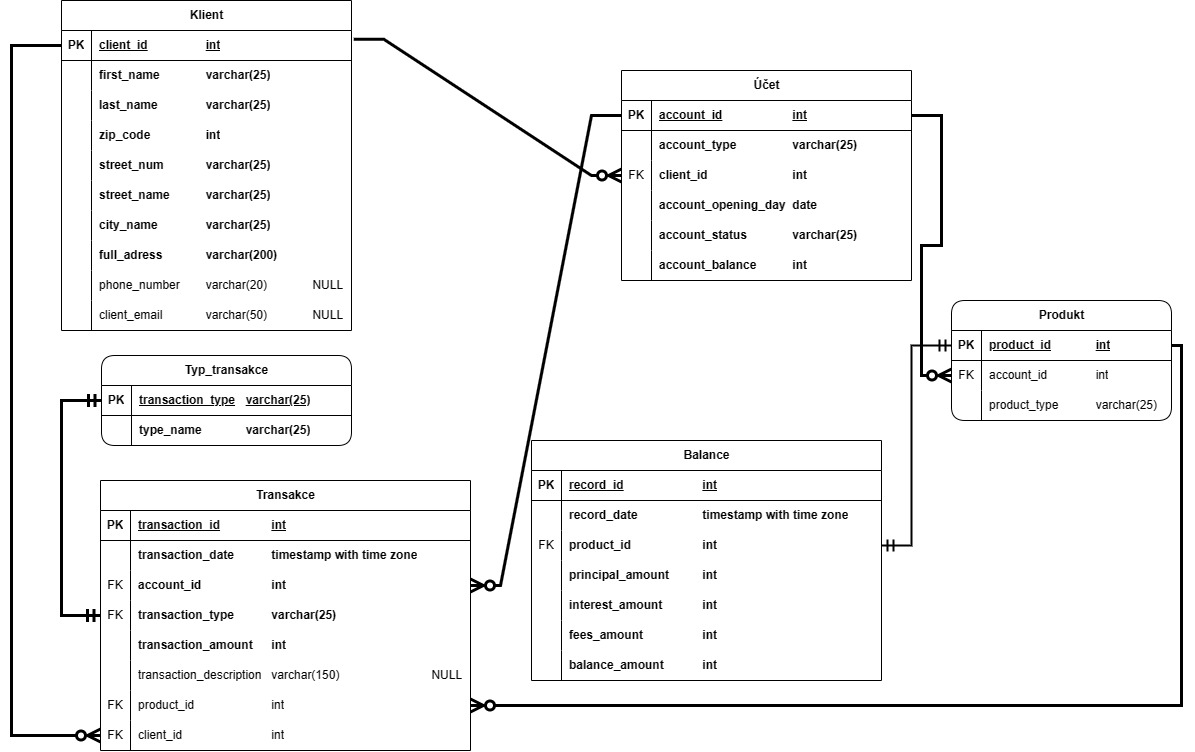 Klient
PK client_id int
first_name varchar(25)
last_name varchar(25)
zip_code int
street_num varchar(25)
street_name varchar(25)
city_name varchar(25)
full_adress varchar(200)
phone_number varchar(20) NULL
client_email varchar(50) NULL
Účet
PK account_id int
account_type varchar(25)
FK client_id int
account_opening_day date
account_status varchar(25)
account_balance int
Produkt
PK product_id int
FK account_id int
product_type varchar(25)
Typ_transakce
PK transaction_type varchar(25)
type_name varchar(25)
Balance
PK record_id int
record_date timestamp with time zone
FK product_id int
principal_amount int
interest_amount int
fees_amount int
balance_amount int
Transakce
PK transaction_id int
transaction_date timestamp with time zone
FK account_id int
FK transaction_type varchar(25)
transaction_amount int
transaction_description varchar(150) NULL
FK product_id int
FK client_id int